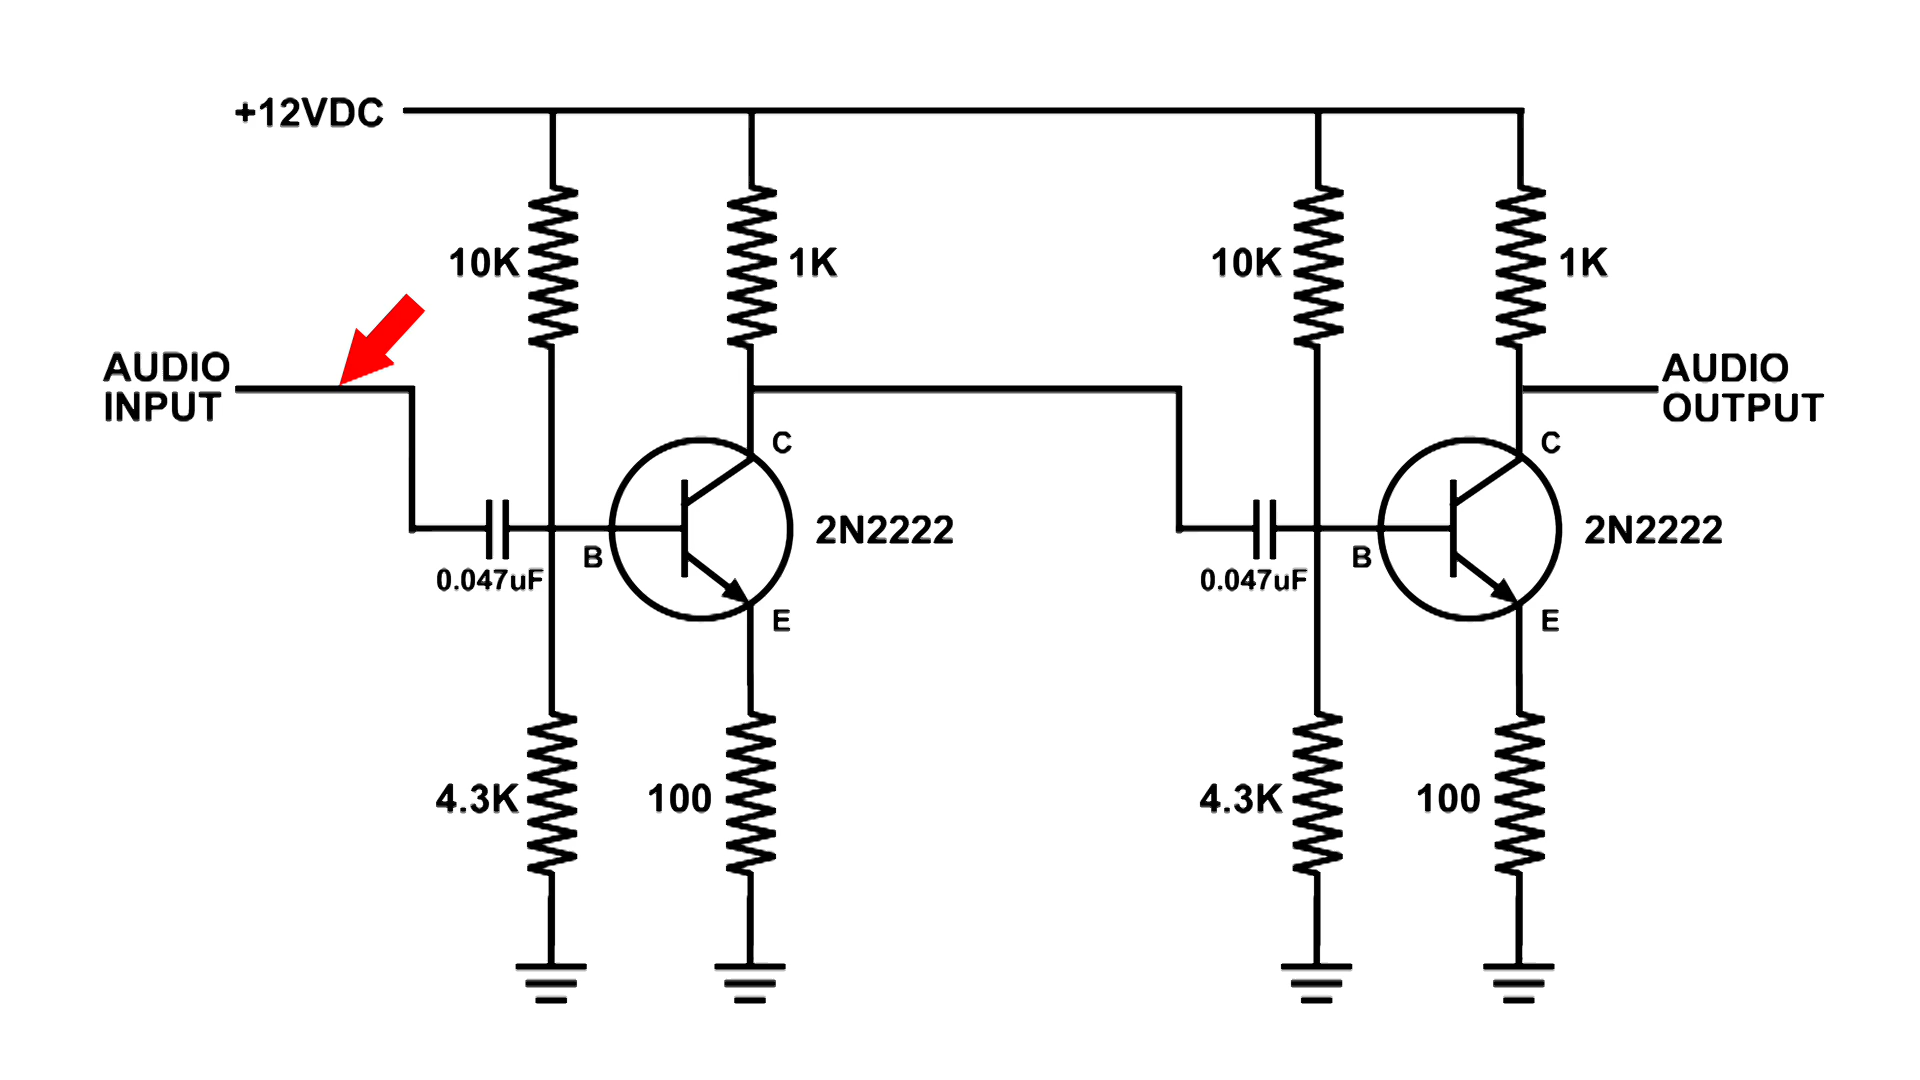 +12VDC
10K
1K
10K
1K
AUDIO
INPUT
AUDIO
OUTPUT
C
C
2N2222
2N2222
B
B
0.047uF
0.047uF
E
E
4.3K
100
4.3K
100